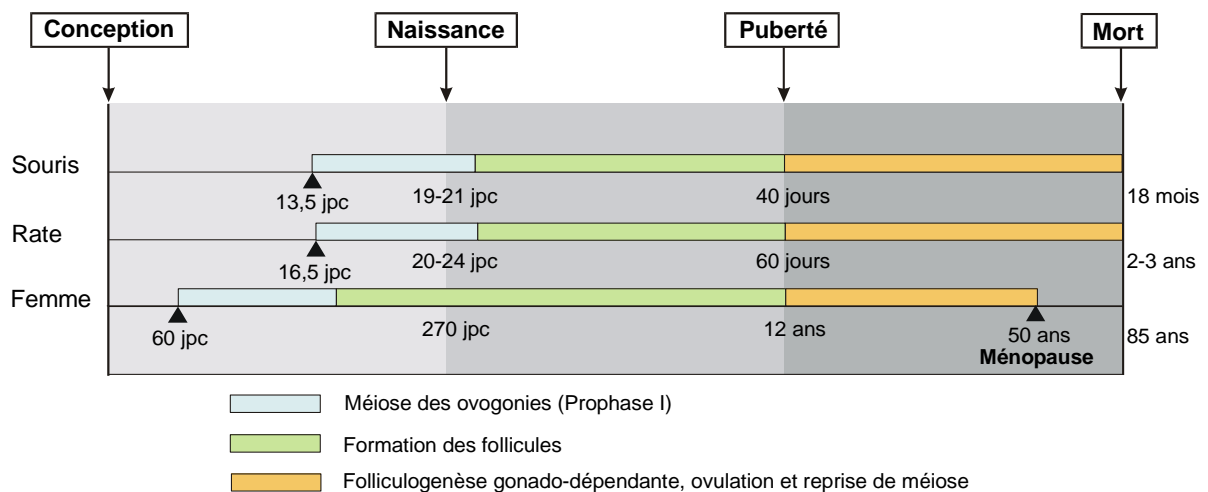 Conception Naissance Puberté Mort
Souris
13,5 jpc 19-21 jpc 40 jours 18 mois
Rate
16,5 jpc 20-24 jpc 60 jours 2-3 ans
Femme
60 jpc 270 jpc 12 ans 50 ans 85 ans
Ménopause
Méiose des ovogonies (Prophase I)
Formation des follicules
Folliculogenèse gonado-dépendante, ovulation et reprise de méiose